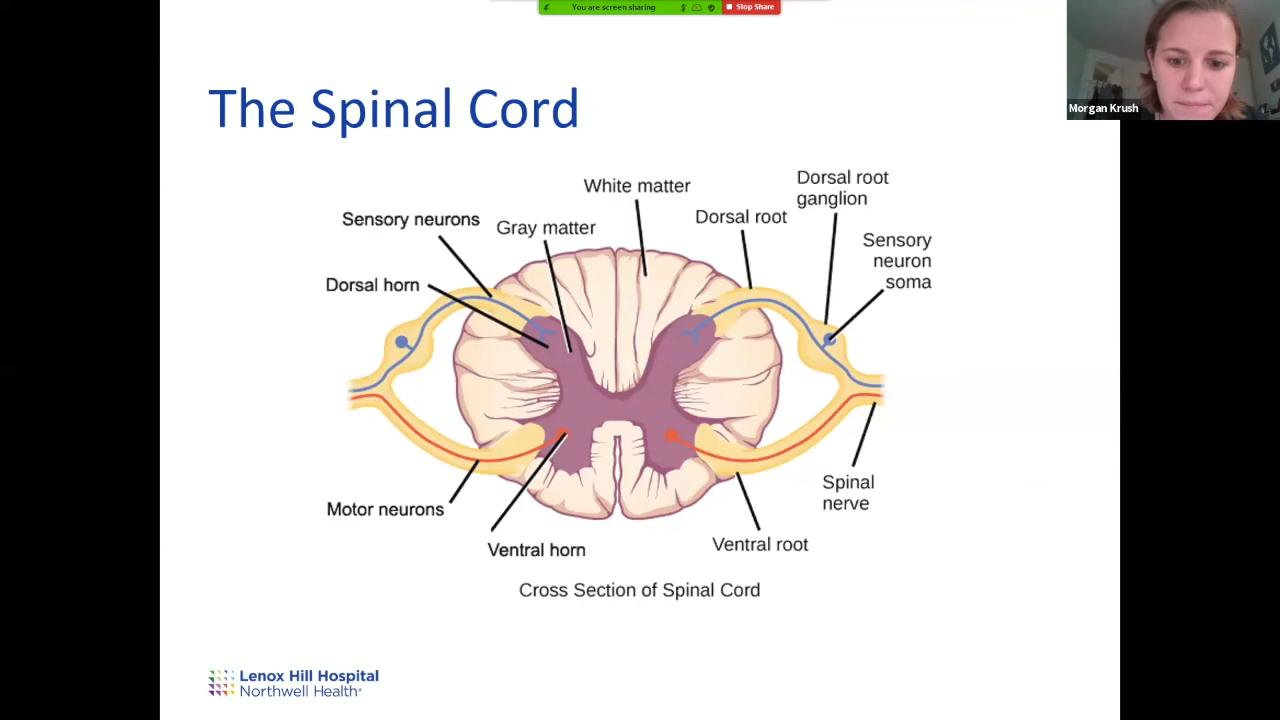 You are screen sharing
Stop Share
Morgan Krush
The Spinal Cord
White matter
Dorsal root
ganglion
Sensory neurons
Gray matter
Dorsal root
Sensory
neuron
soma
Dorsal horn
Motor neurons
Spinal
nerve
Ventral horn
Ventral root
Cross Section of Spinal Cord
Lenox Hill Hospital
Northwell Health®